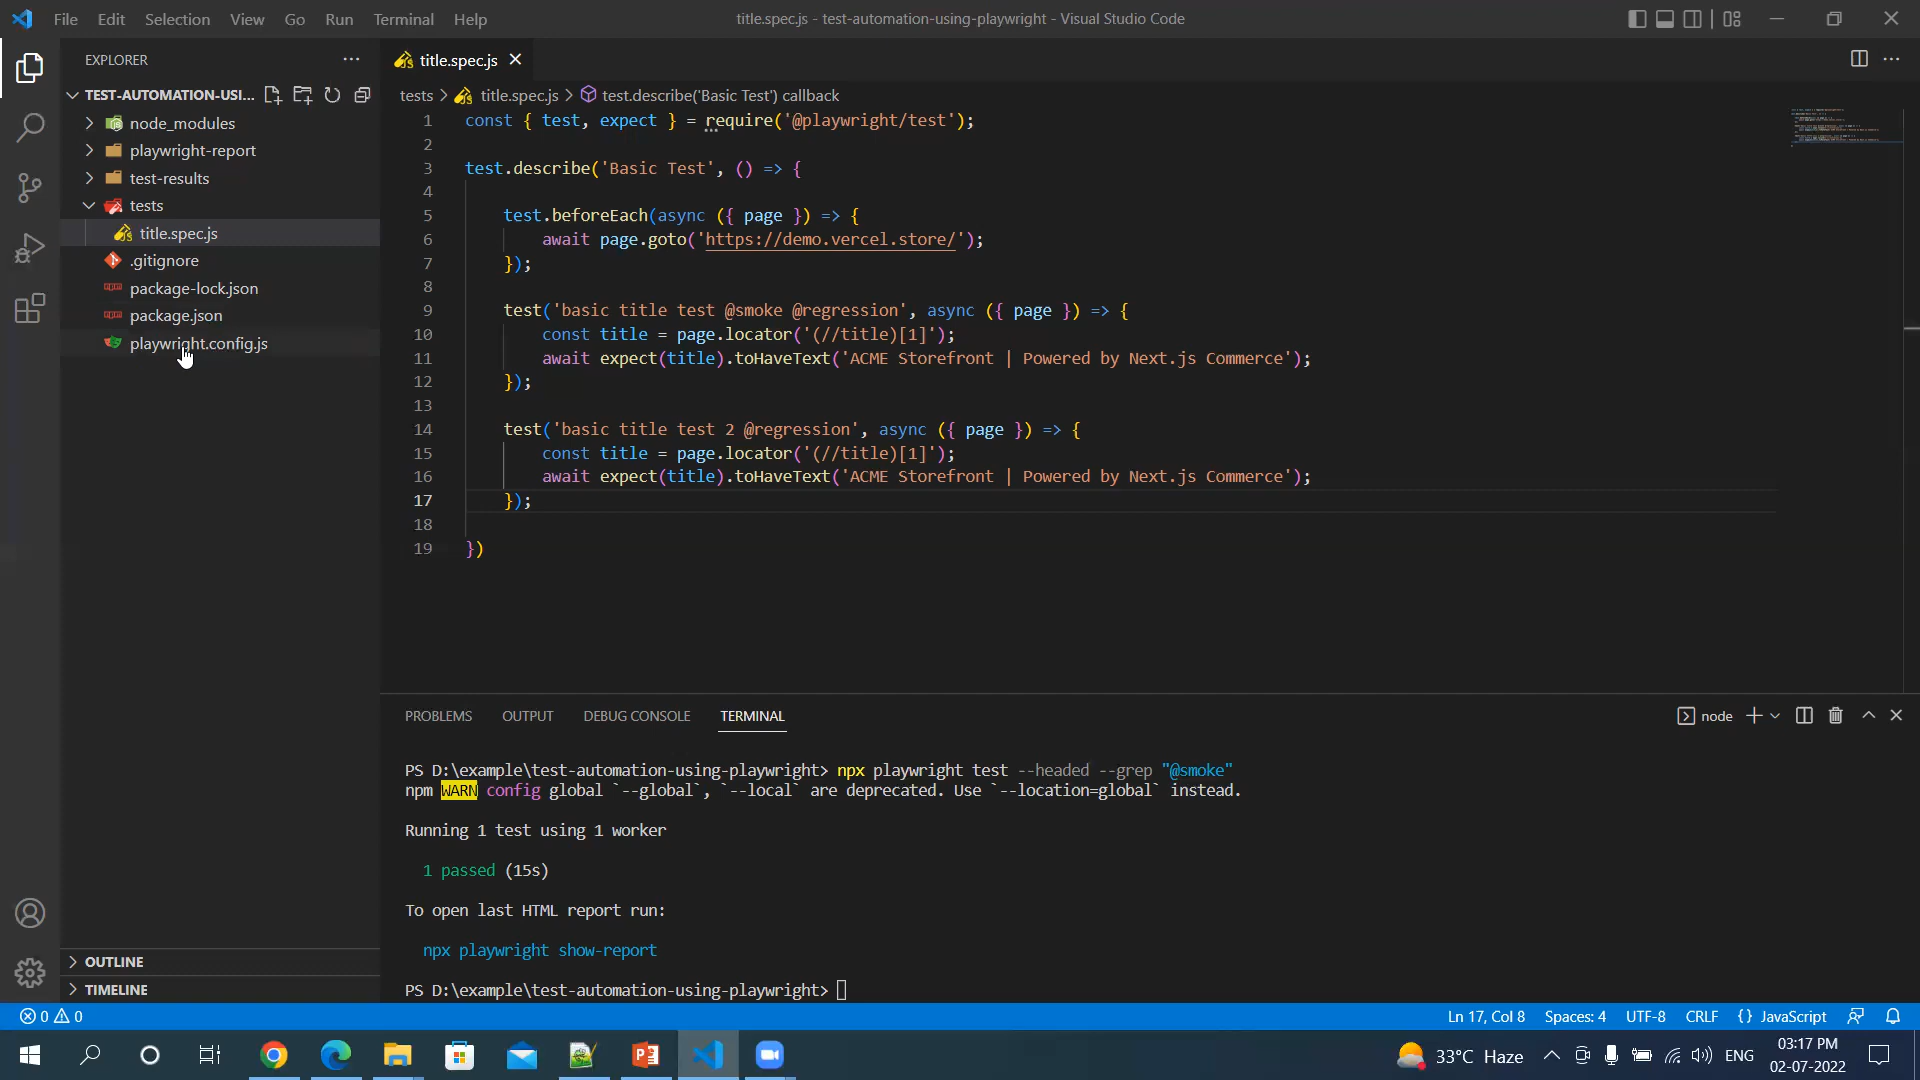 File Edit Selection View Go Run Terminal Help
title.spec.js - test-automation-using-playwright - Visual Studio Code
EXPLORER
TEST-AUTOMATION-USI...
node_modules
playwright-report
test-results
tests
title.spec.js
.gitignore
package-lock.json
package.json
playwright.config.js
OUTLINE
TIMELINE
title.spec.js
tests > title.spec.js > test.describe('Basic Test') callback
1 const { test, expect } = require('@playwright/test');
2
3 test.describe('Basic Test', () => {
4
5 test.beforeEach(async ({ page }) => {
6 await page.goto('https://demo.vercel.store/');
7 });
8
9 test('basic title test @smoke @regression', async ({ page }) => {
10 const title = page.locator('(//title)[1]');
11 await expect(title).toHaveText('ACME Storefront | Powered by Next.js Commerce');
12 });
13
14 test('basic title test 2 @regression', async ({ page }) => {
15 const title = page.locator('(//title)[1]');
16 await expect(title).toHaveText('ACME Storefront | Powered by Next.js Commerce');
17 });
18
19 })
PROBLEMS OUTPUT DEBUG CONSOLE TERMINAL
node
PS D:\example\test-automation-using-playwright> npx playwright test --headed --grep "@smoke"
npm WARN config global `--global`, `--local` are deprecated. Use `--location=global` instead.
Running 1 test using 1 worker
1 passed (15s)
To open last HTML report run:
npx playwright show-report
PS D:\example\test-automation-using-playwright>
0 0
Ln 17, Col 8 Spaces: 4 UTF-8 CRLF {} JavaScript
33°C Haze
ENG
03:17 PM
02-07-2022